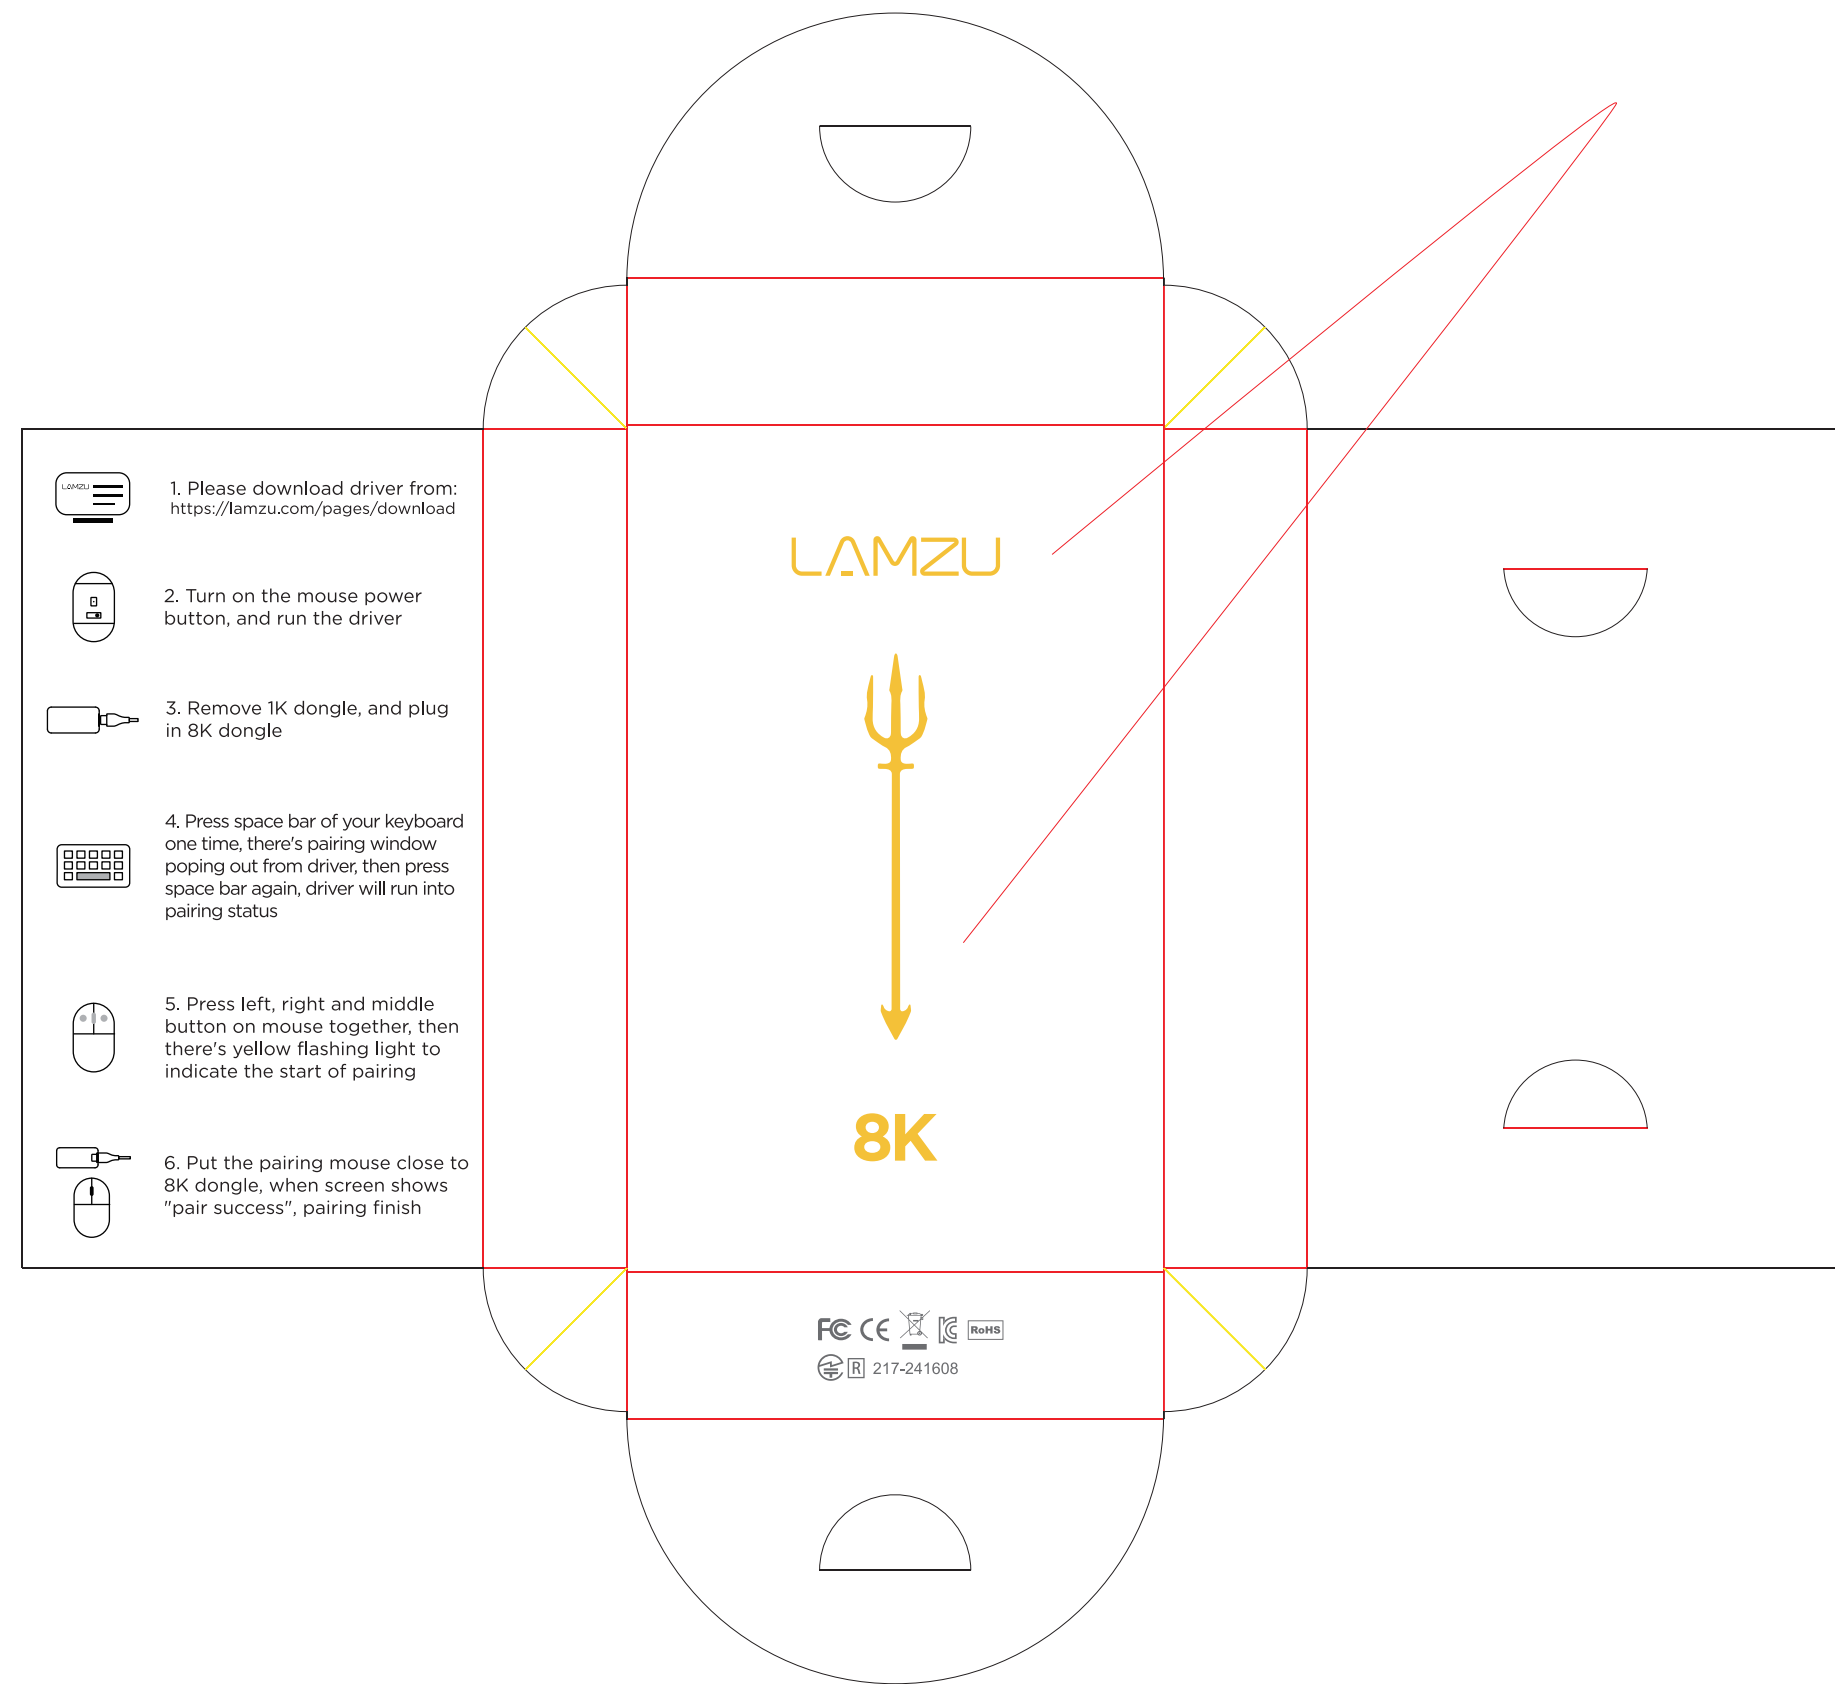 LAMZU
1. Please download driver from:
https://lamzu.com/pages/download
2. Turn on the mouse power
button, and run the driver
3. Remove 1K dongle, and plug
in 8K dongle
4. Press space bar of your keyboard
one time, there's pairing window
poping out from driver, then press
space bar again, driver will run into
pairing status
5. Press left, right and middle
button on mouse together, then
there's yellow flashing light to
indicate the start of pairing
6. Put the pairing mouse close to
8K dongle, when screen shows
"pair success", pairing finish
LAMZU
8K
FC CE RoHS
R 217-241608